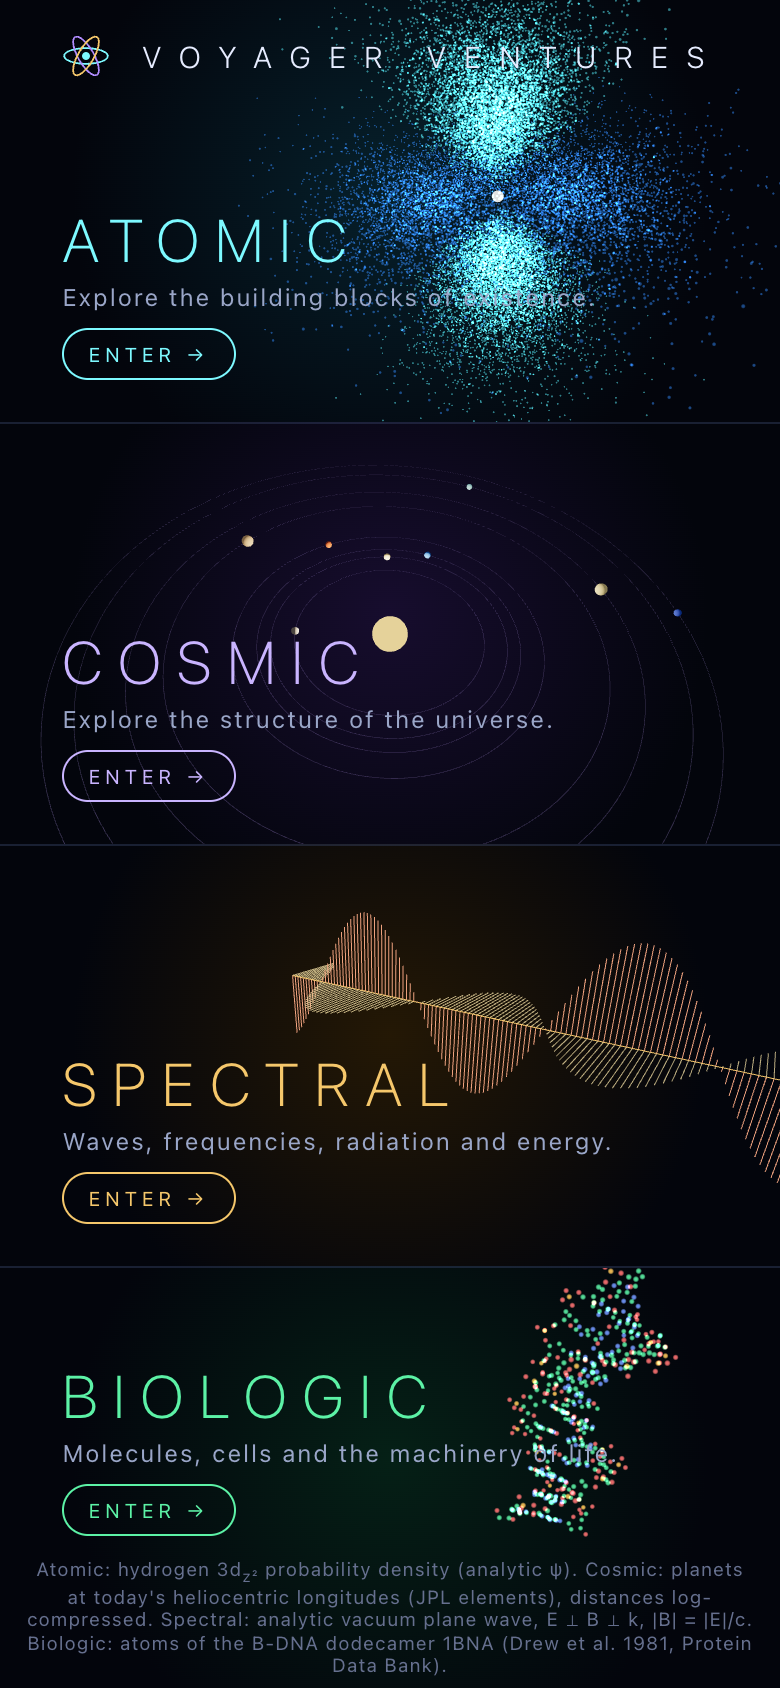 VOYAGER VENTURES
ATOMIC
Explore the building blocks of existence.
ENTER →
COSMIC
Explore the structure of the universe.
ENTER →
SPECTRAL
Waves, frequencies, radiation and energy.
ENTER →
BIOLOGIC
Molecules, cells and the machinery of life.
ENTER →
Atomic: hydrogen 3d_z² probability density (analytic ψ). Cosmic: planets
at today's heliocentric longitudes (JPL elements), distances log-
compressed. Spectral: analytic vacuum plane wave, E ⊥ B ⊥ k, |B| = |E|/c.
Biologic: atoms of the B-DNA dodecamer 1BNA (Drew et al. 1981, Protein
Data Bank).